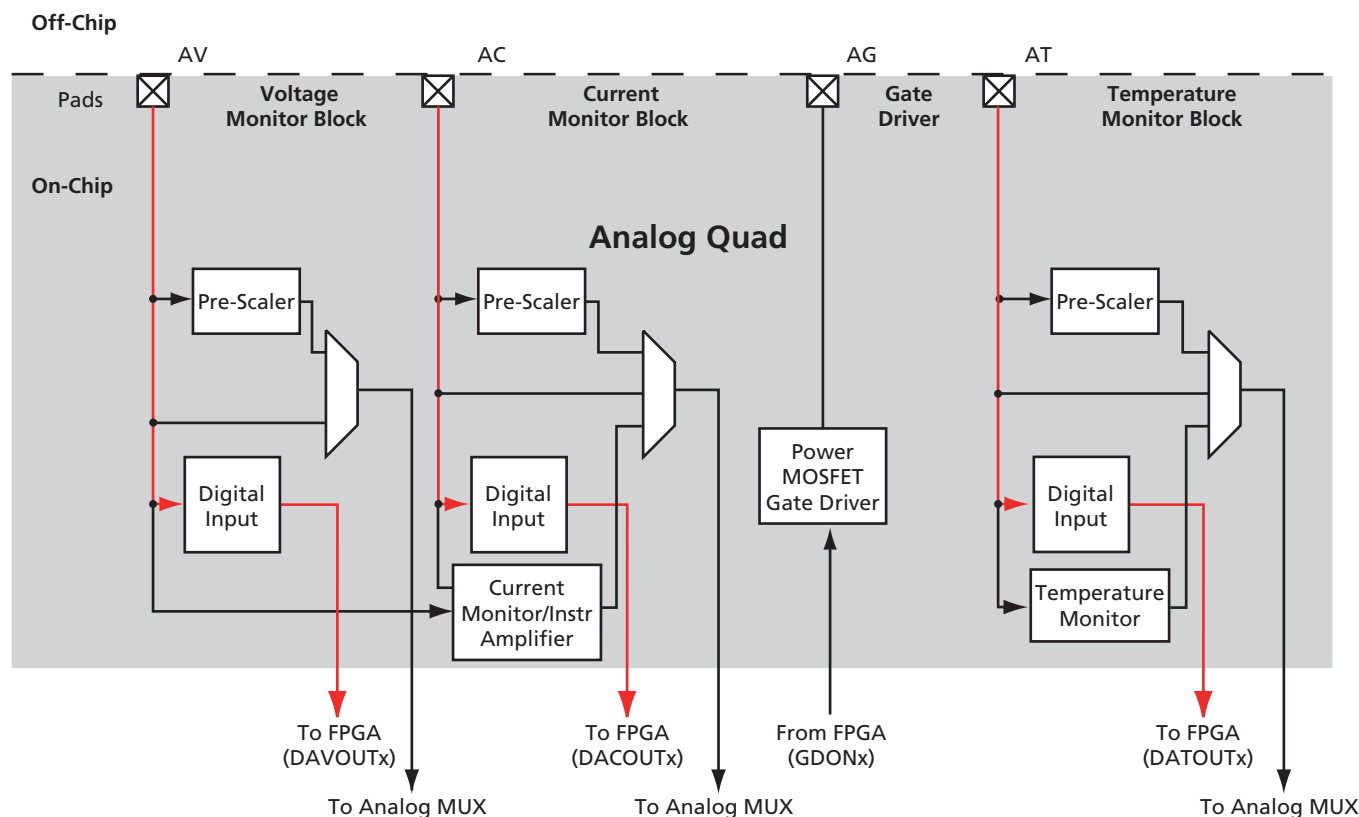 Off-Chip
AV
AC
AG
AT
Pads
Voltage
Monitor Block
Current
Monitor Block
Gate
Driver
Temperature
Monitor Block
On-Chip
Analog Quad
Pre-Scaler
Pre-Scaler
Pre-Scaler
Digital
Input
Digital
Input
Power
MOSFET
Gate Driver
Digital
Input
Current
Monitor/Instr
Amplifier
Temperature
Monitor
To FPGA
(DAVOUTx)
To FPGA
(DACOUTx)
From FPGA
(GDONx)
To FPGA
(DATOUTx)
To Analog MUX
To Analog MUX
To Analog MUX